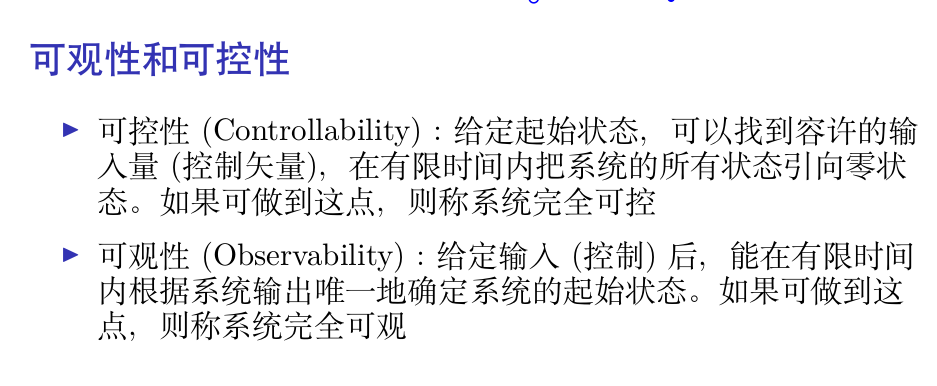 可观性和可控性
▶ 可控性 (Controllability) : 给定起始状态, 可以找到容许的输
入量 (控制矢量), 在有限时间内把系统的所有状态引向零状
态。如果可做到这点, 则称系统完全可控
▶ 可观性 (Observability) : 给定输入 (控制) 后, 能在有限时间
内根据系统输出唯一地确定系统的起始状态。如果可做到这
点, 则称系统完全可观